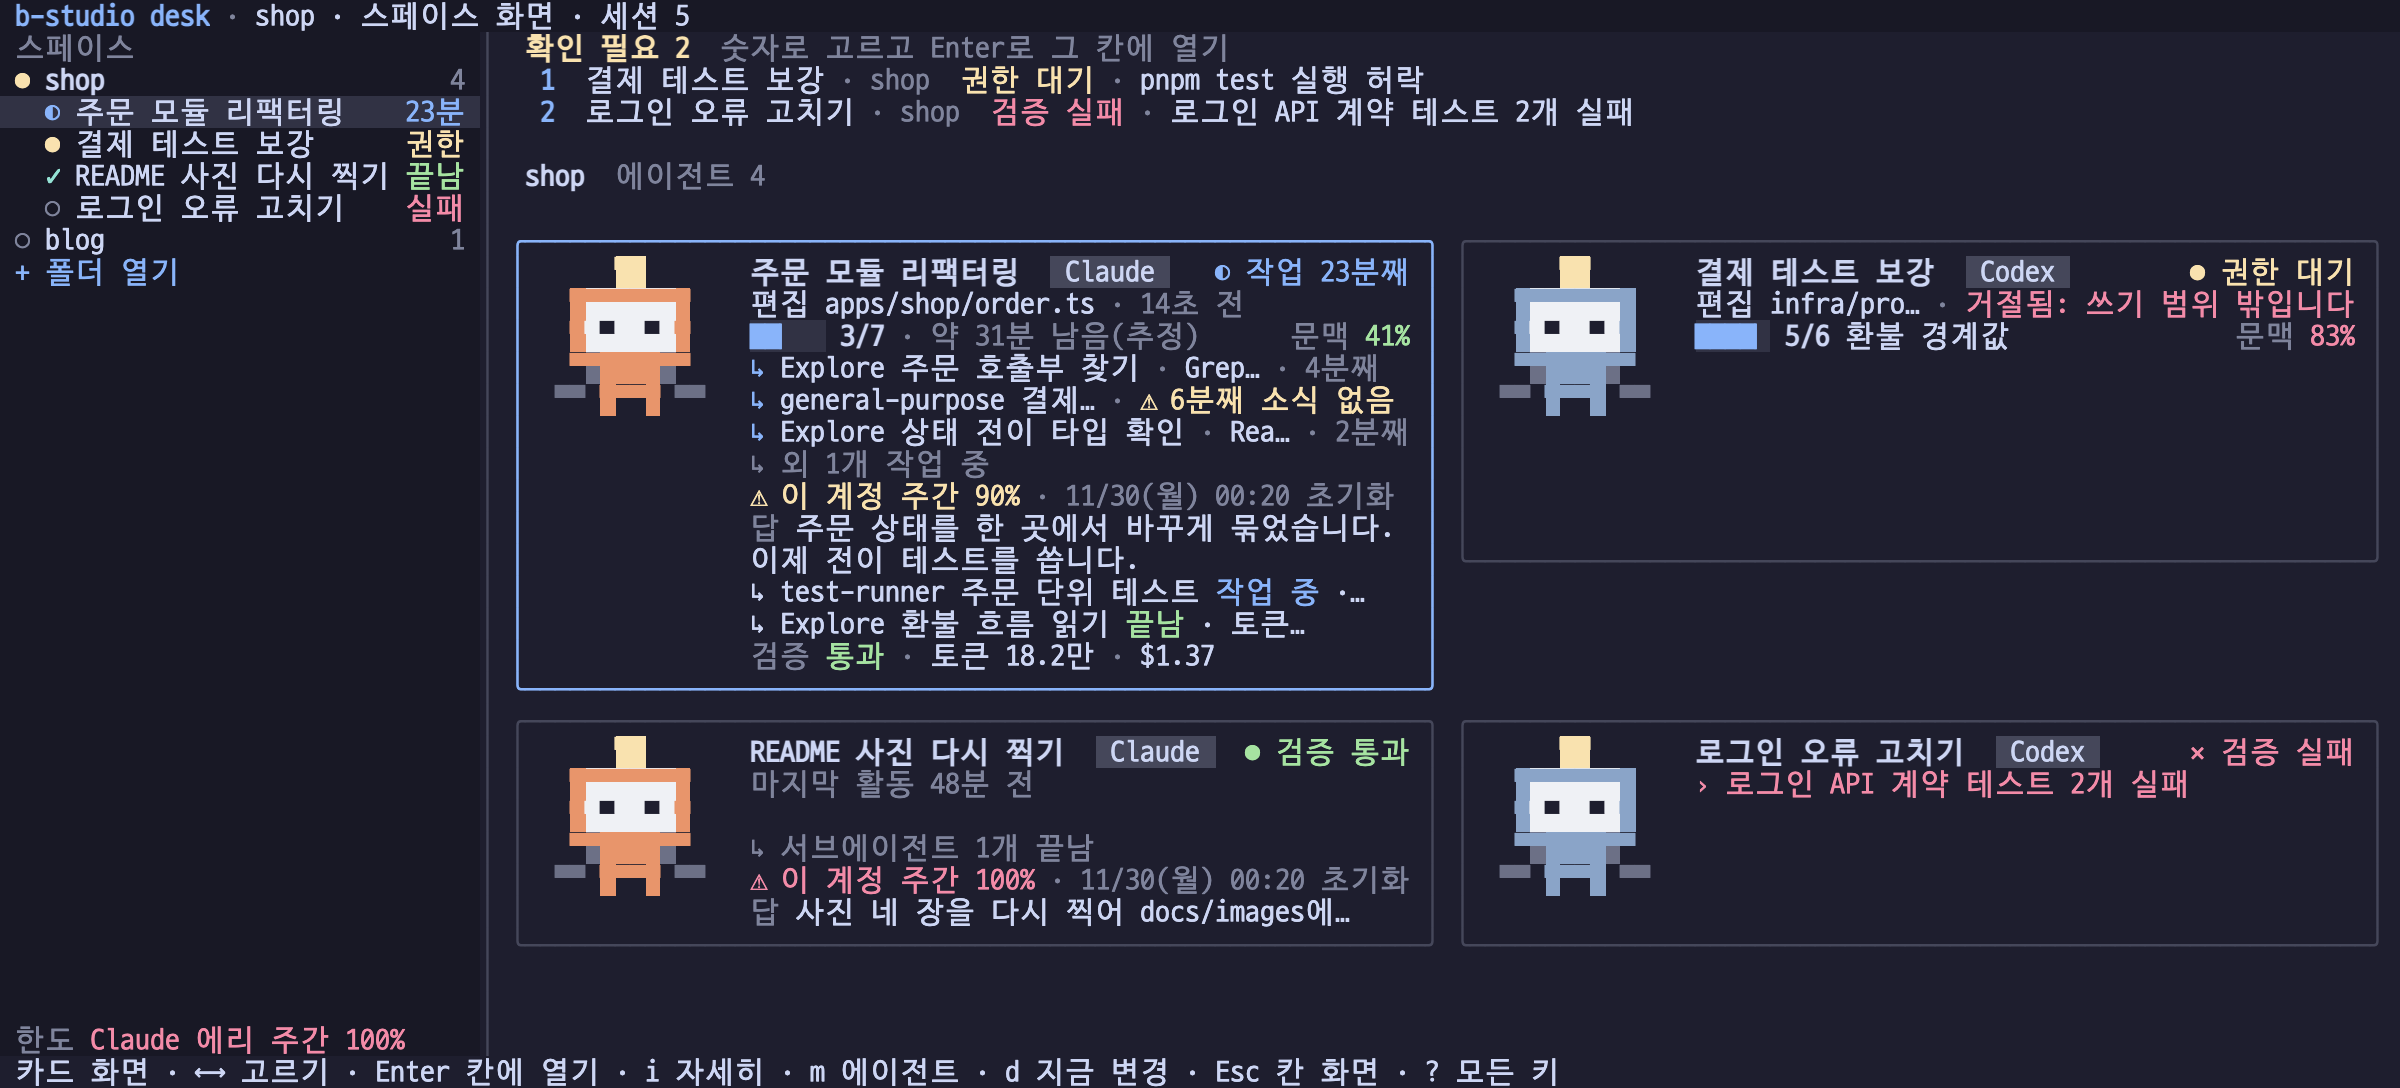 b-studio desk · shop · 스페이스 화면 · 세션 5
스페이스
● shop 4
◐ 주문 모듈 리팩터링 23분
● 결제 테스트 보강 권한
✓ README 사진 다시 찍기 끝남
○ 로그인 오류 고치기 실패
○ blog 1
+ 폴더 열기
한도 Claude 에리 주간 100%
확인 필요 2 숫자로 고르고 Enter로 그 칸에 열기
1 결제 테스트 보강 · shop 권한 대기 · pnpm test 실행 허락
2 로그인 오류 고치기 · shop 검증 실패 · 로그인 API 계약 테스트 2개 실패
shop 에이전트 4
주문 모듈 리팩터링 Claude ◐ 작업 23분째
편집 apps/shop/order.ts · 14초 전
3/7 · 약 31분 남음(추정) 문맥 41%
↳ Explore 주문 호출부 찾기 · Grep… · 4분째
↳ general-purpose 결제… · ⚠ 6분째 소식 없음
↳ Explore 상태 전이 타입 확인 · Rea… · 2분째
↳ 외 1개 작업 중
⚠ 이 계정 주간 90% · 11/30(월) 00:20 초기화
답 주문 상태를 한 곳에서 바꾸게 묶었습니다.
이제 전이 테스트를 씁니다.
↳ test-runner 주문 단위 테스트 작업 중 ·…
↳ Explore 환불 흐름 읽기 끝남 · 토큰…
검증 통과 · 토큰 18.2만 · $1.37
결제 테스트 보강 Codex ● 권한 대기
편집 infra/pro… · 거절됨: 쓰기 범위 밖입니다
5/6 환불 경계값 문맥 83%
README 사진 다시 찍기 Claude ● 검증 통과
마지막 활동 48분 전
↳ 서브에이전트 1개 끝남
⚠ 이 계정 주간 100% · 11/30(월) 00:20 초기화
답 사진 네 장을 다시 찍어 docs/images에…
로그인 오류 고치기 Codex × 검증 실패
› 로그인 API 계약 테스트 2개 실패
카드 화면 · ←→ 고르기 · Enter 칸에 열기 · i 자세히 · m 에이전트 · d 지금 변경 · Esc 칸 화면 · ? 모든 키